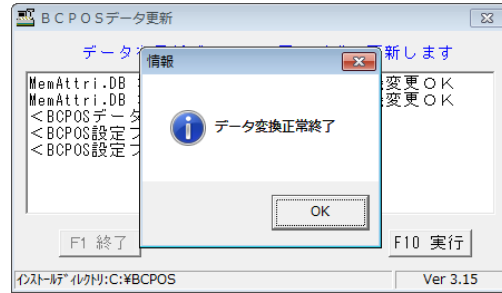 BCPOSデータ更新
データ
新します
情報
MemAttri.DB
変更OK
MemAttri.DB
変更OK
<BCPOSデータ
<BCPOS設定フ
<BCPOS設定フ
データ変換正常終了
OK
F1 終了
F10 実行
インストールディレクトリ:C:¥BCPOS
Ver 3.15